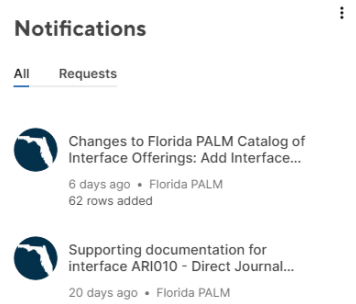 Notifications
All Requests
Changes to Florida PALM Catalog of
Interface Offerings: Add Interface...
6 days ago • Florida PALM
62 rows added
Supporting documentation for
interface ARI010 - Direct Journal...
20 days ago • Florida PALM